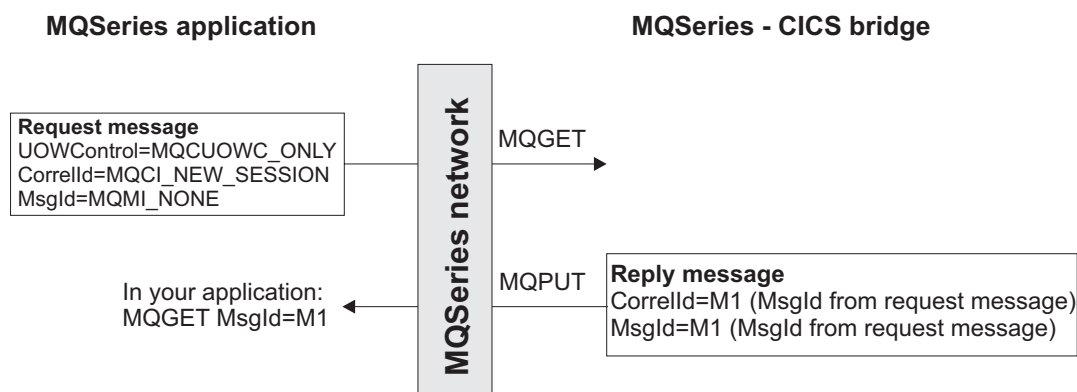 MQSeries application
MQSeries - CICS bridge
Request message
UOWControl=MQCUOWC_ONLY
CorrelId=MQCI_NEW_SESSION
MsgId=MQMI_NONE
MQSeries network
MQGET
In your application:
MQGET MsgId=M1
MQPUT
Reply message
CorrelId=M1 (MsgId from request message)
MsgId=M1 (MsgId from request message)